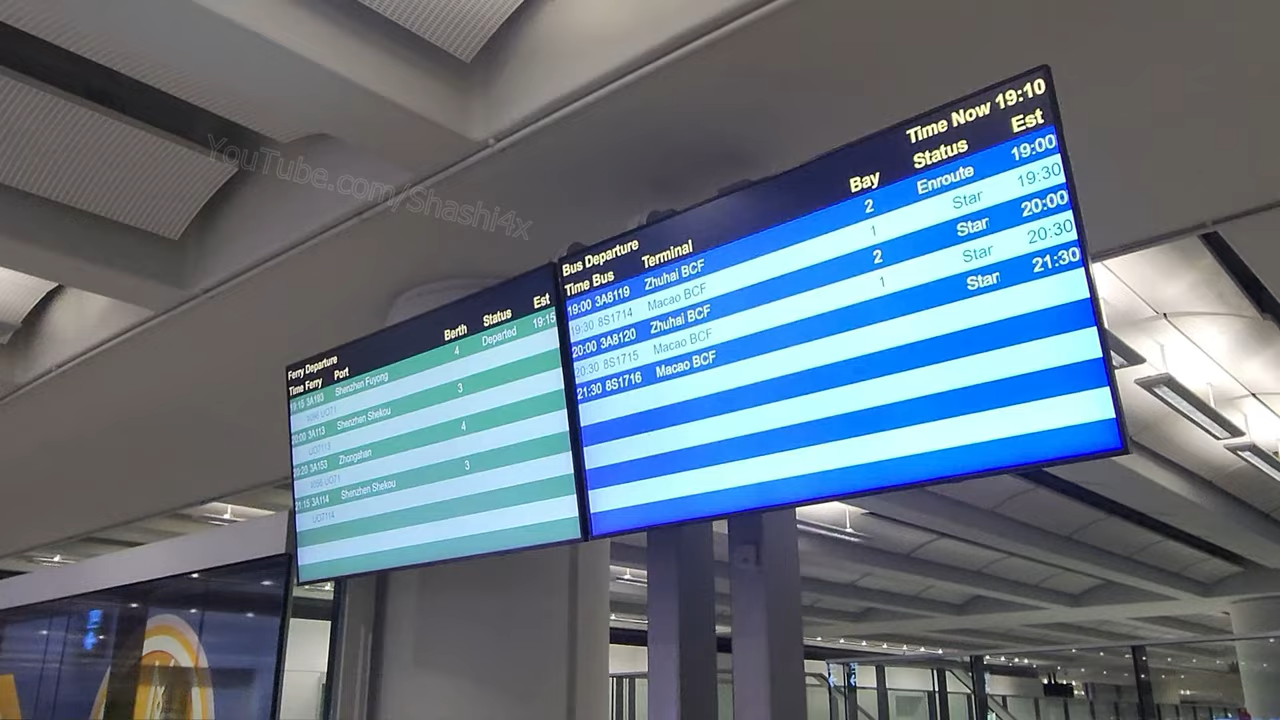 YouTube.com/Shashi4x
Ferry Departure
Time Ferry Port Berth Status Est
19:15 3A183 Shenzhen Fuyong 4 Departed 19:15
20:00 3A113 Shenzhen Shekou 3
UO7113
20:20 3A153 Zhongshan 4
21:15 3A114 Shenzhen Shekou 3
UO7114
Time Now 19:10
Bus Departure
Time Bus Terminal Bay Status Est
19:00 3A8119 Zhuhai BCF 2 Enroute 19:00
19:30 8S1714 Macao BCF 1 Star 19:30
20:00 3A8120 Zhuhai BCF 2 Star 20:00
20:30 8S1715 Macao BCF 1 Star 20:30
21:30 8S1716 Macao BCF Star 21:30